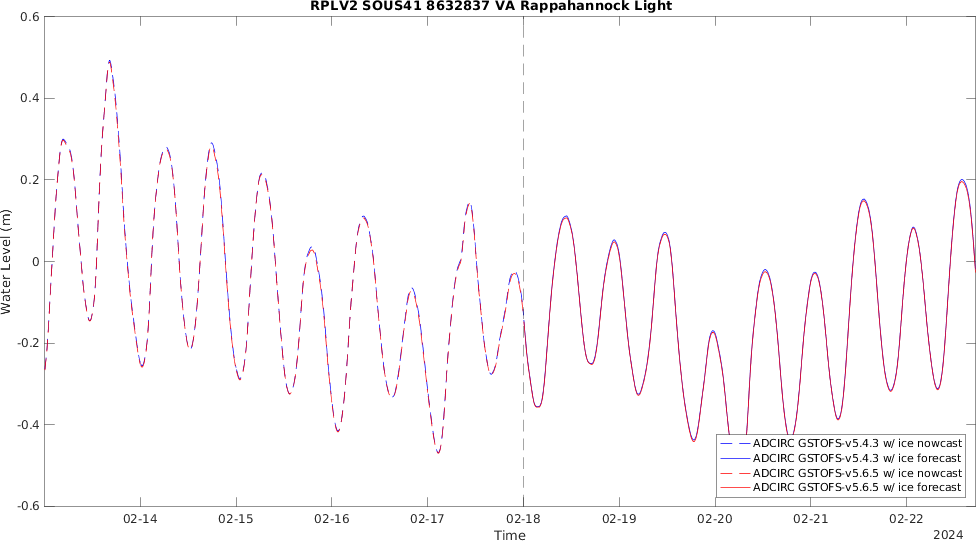 RPLV2 SOUS41 8632837 VA Rappahannock Light
0.6
0.4
0.2
0
-0.2
-0.4
-0.6
Water Level (m)
ADCIRC GSTOFS-v5.4.3 w/ ice nowcast
ADCIRC GSTOFS-v5.4.3 w/ ice forecast
ADCIRC GSTOFS-v5.6.5 w/ ice nowcast
ADCIRC GSTOFS-v5.6.5 w/ ice forecast
02-14 02-15 02-16 02-17 02-18 02-19 02-20 02-21 02-22
Time
2024